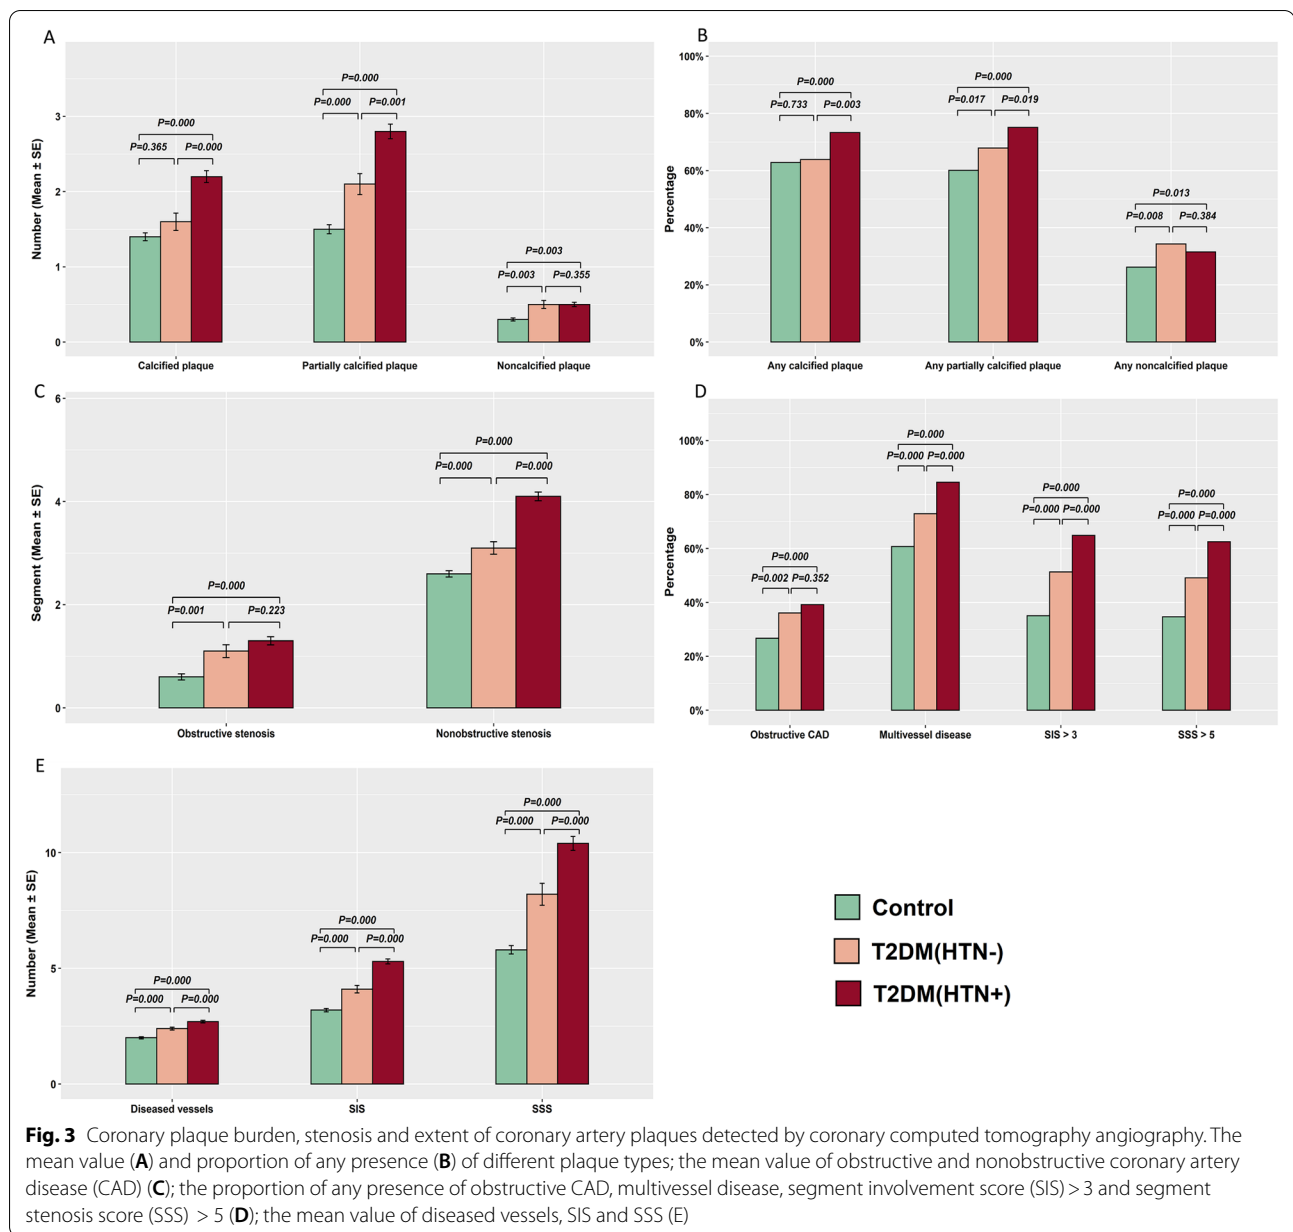 A
P=0.000
P=0.000 P=0.001
P=0.000
P=0.365 P=0.000
P=0.003
P=0.003 P=0.355
Number (Mean ± SE)
3
2
1
0
Calcified plaque Partially calcified plaque Noncalcified plaque
B
P=0.000 P=0.000
P=0.733 P=0.003 P=0.017 P=0.019
P=0.013
P=0.008 P=0.384
Percentage
100%
80%
60%
40%
20%
0%
Any calcified plaque Any partially calcified plaque Any noncalcified plaque
C
P=0.000
P=0.000 P=0.000
P=0.000
P=0.001 P=0.223
Segment (Mean ± SE)
6
4
2
0
Obstructive stenosis Nonobstructive stenosis
D
P=0.000
P=0.000 P=0.000
P=0.000 P=0.000
P=0.000 P=0.000 P=0.000 P=0.000
P=0.000
P=0.002 P=0.352
Percentage
100%
80%
60%
40%
20%
0%
Obstructive CAD Multivessel disease SIS > 3 SSS > 5
E
P=0.000
P=0.000 P=0.000
P=0.000
P=0.000 P=0.000
P=0.000
P=0.000 P=0.000
Number (Mean ± SE)
10
5
0
Diseased vessels SIS SSS
Control
T2DM(HTN-)
T2DM(HTN+)
Fig. 3 Coronary plaque burden, stenosis and extent of coronary artery plaques detected by coronary computed tomography angiography. The
mean value (A) and proportion of any presence (B) of different plaque types; the mean value of obstructive and nonobstructive coronary artery
disease (CAD) (C); the proportion of any presence of obstructive CAD, multivessel disease, segment involvement score (SIS) > 3 and segment
stenosis score (SSS) > 5 (D); the mean value of diseased vessels, SIS and SSS (E)